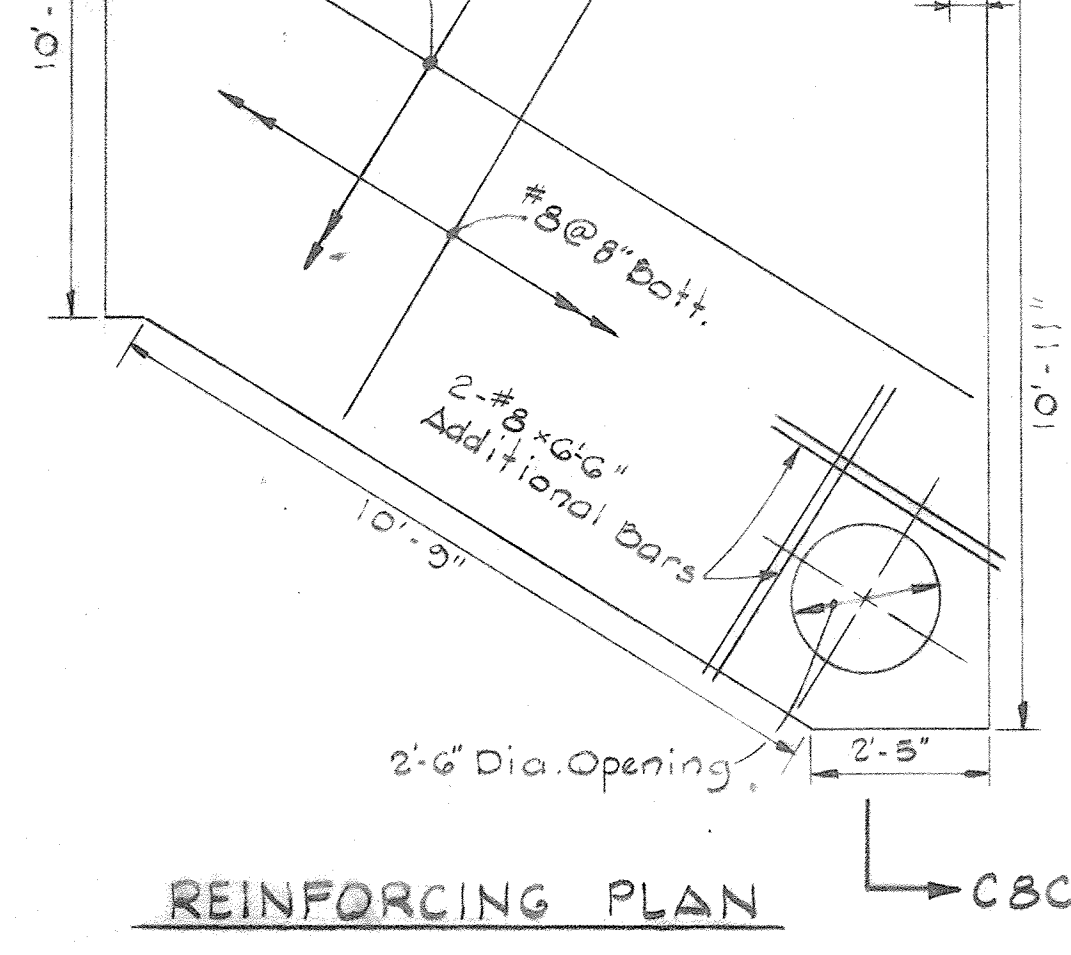 10'-
#8@8"Bott.
2-#8×6'-6"
Additional Bars
10'-11"
10'-9"
2'-6" Dia. Opening
2'-5"
REINFORCING PLAN
C8C